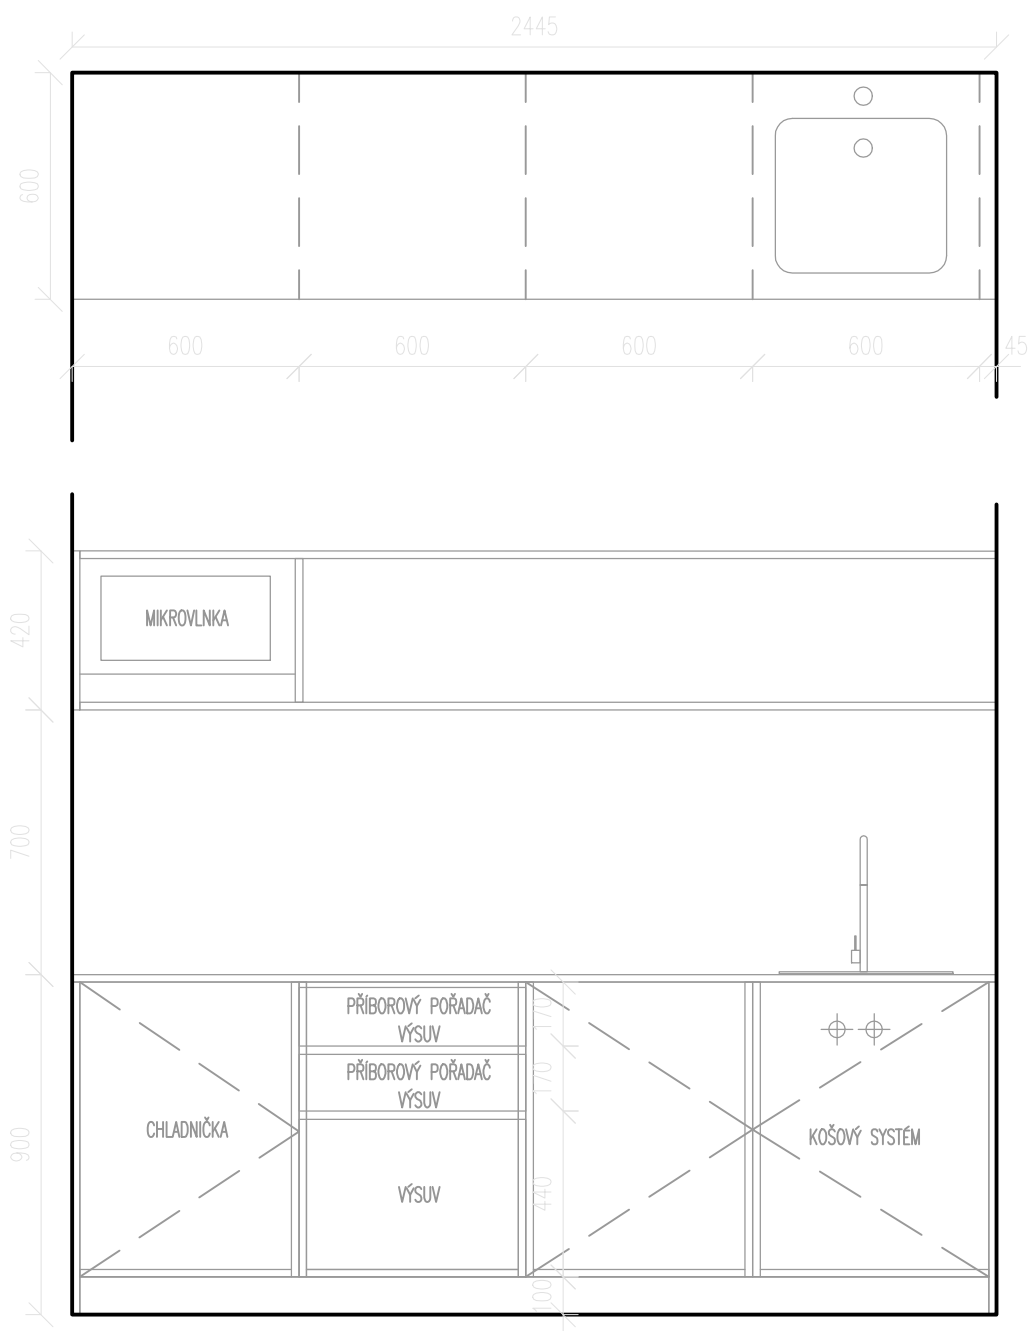 2445
600
600
600
600
600
45
MIKROVLNKA
420
700
PŘÍBOROVÝ POŘADAČ
VÝSUV
170
PŘÍBOROVÝ POŘADAČ
VÝSUV
170
CHLADNIČKA
KOŠOVÝ SYSTÉM
900
VÝSUV
440
100